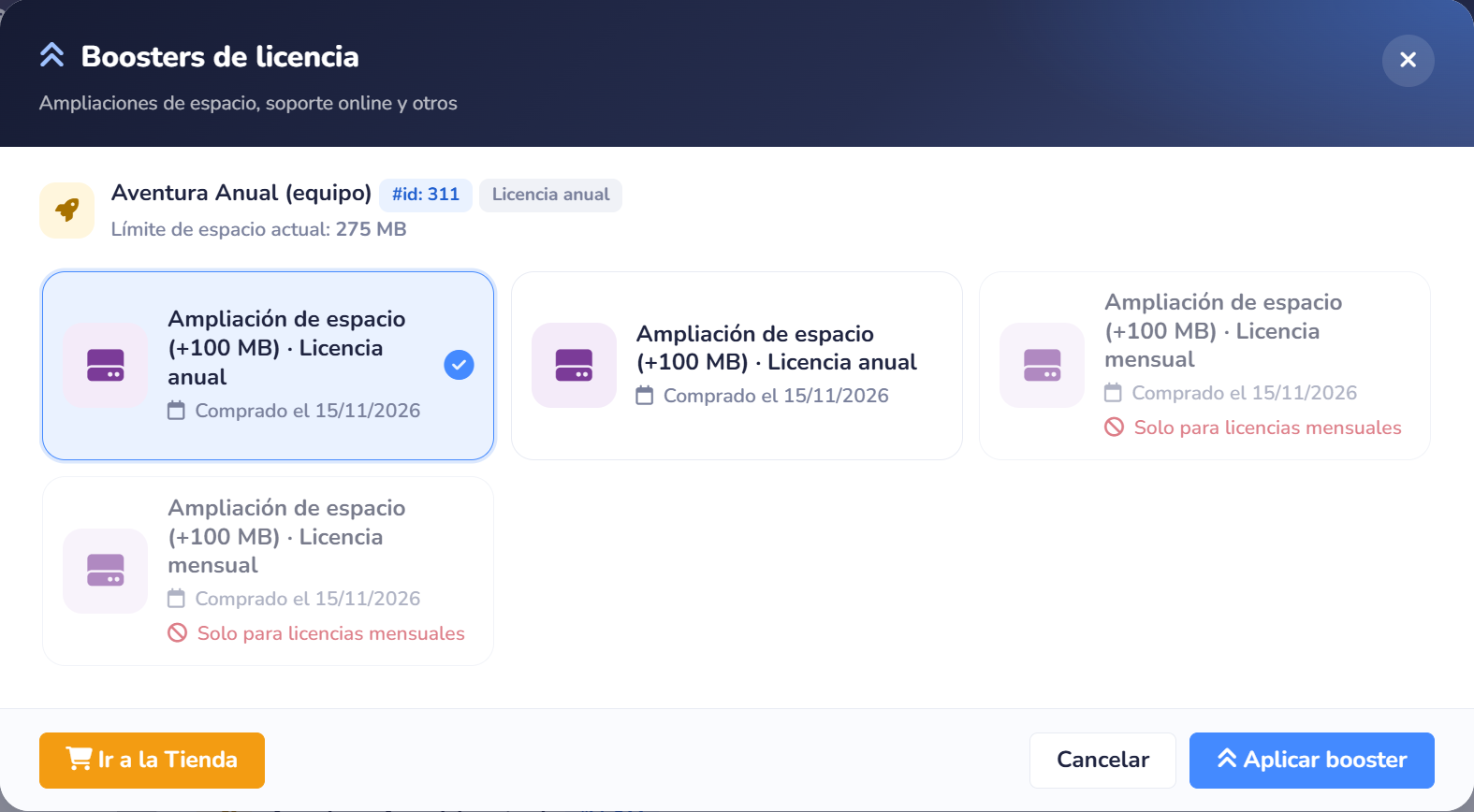 Boosters de licencia
Ampliaciones de espacio, soporte online y otros
Aventura Anual (equipo) #id: 311 Licencia anual
Límite de espacio actual: 275 MB
Ampliación de espacio
(+100 MB) · Licencia
anual
Comprado el 15/11/2026
Ampliación de espacio
(+100 MB) · Licencia anual
Comprado el 15/11/2026
Ampliación de espacio
(+100 MB) · Licencia
mensual
Comprado el 15/11/2026
Solo para licencias mensuales
Ampliación de espacio
(+100 MB) · Licencia
mensual
Comprado el 15/11/2026
Solo para licencias mensuales
Ir a la Tienda
Cancelar
Aplicar booster